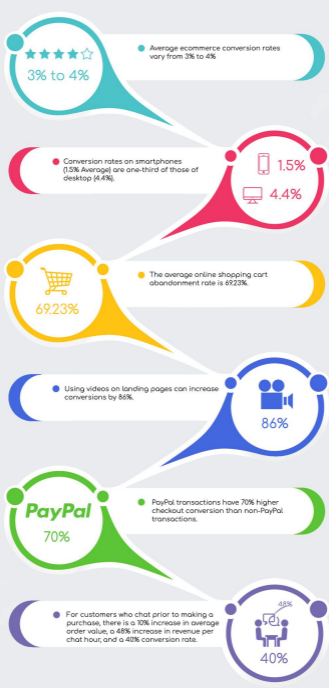 3% to 4%
Average ecommerce conversion rates
vary from 3% to 4%
Conversion rates on smartphones
(1.5% Average) are one-third of those of
desktop (4.4%).
1.5%
4.4%
69.23%
The average online shopping cart
abandonment rate is 69.23%.
Using videos on landing pages can increase
conversions by 86%.
86%
PayPal
70%
PayPal transactions have 70% higher
checkout conversion than non-PayPal
transactions.
For customers who chat prior to making a
purchase, there is a 10% increase in average
order value, a 48% increase in revenue per
chat hour, and a 40% conversion rate.
48%
40%